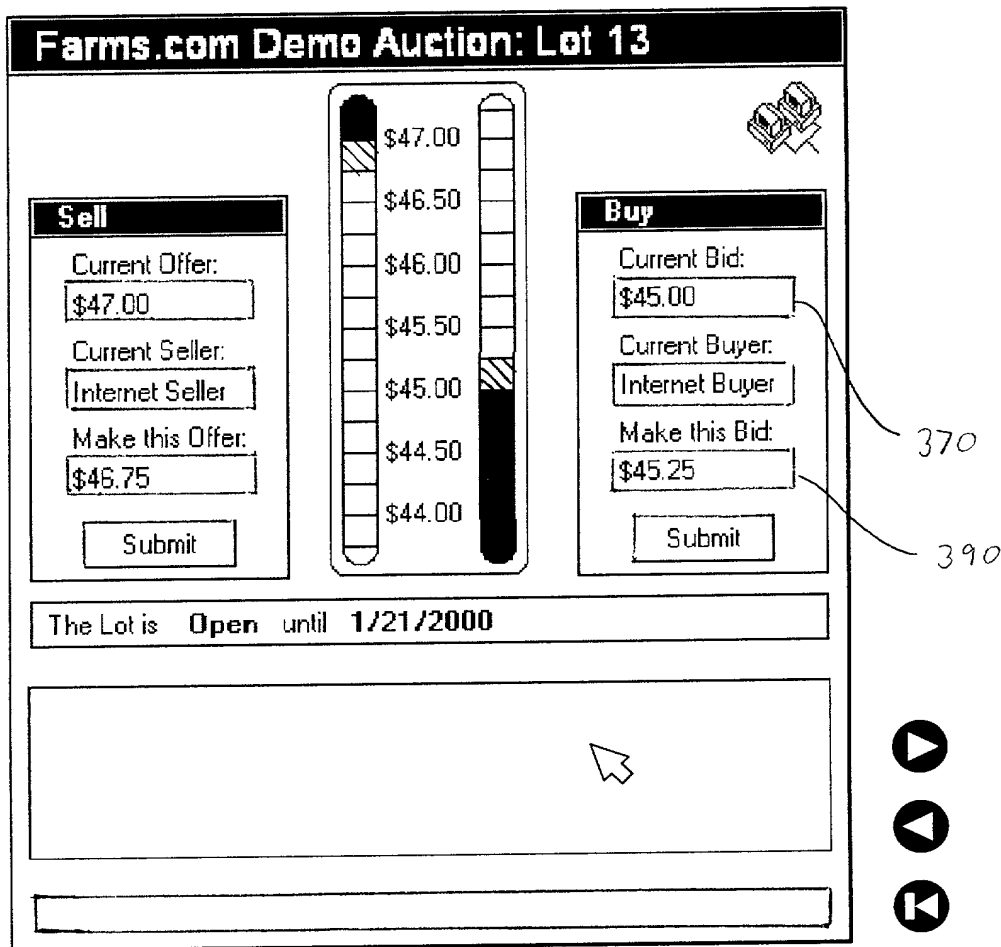 Farms.com Demo Auction: Lot 13
Sell
Current Offer:
$47.00
Current Seller:
Internet Seller
Make this Offer:
$46.75
Submit
$47.00
$46.50
$46.00
$45.50
$45.00
$44.50
$44.00
Buy
Current Bid:
$45.00
Current Buyer:
Internet Buyer
Make this Bid:
$45.25
Submit
370
390
The Lot is Open until 1/21/2000